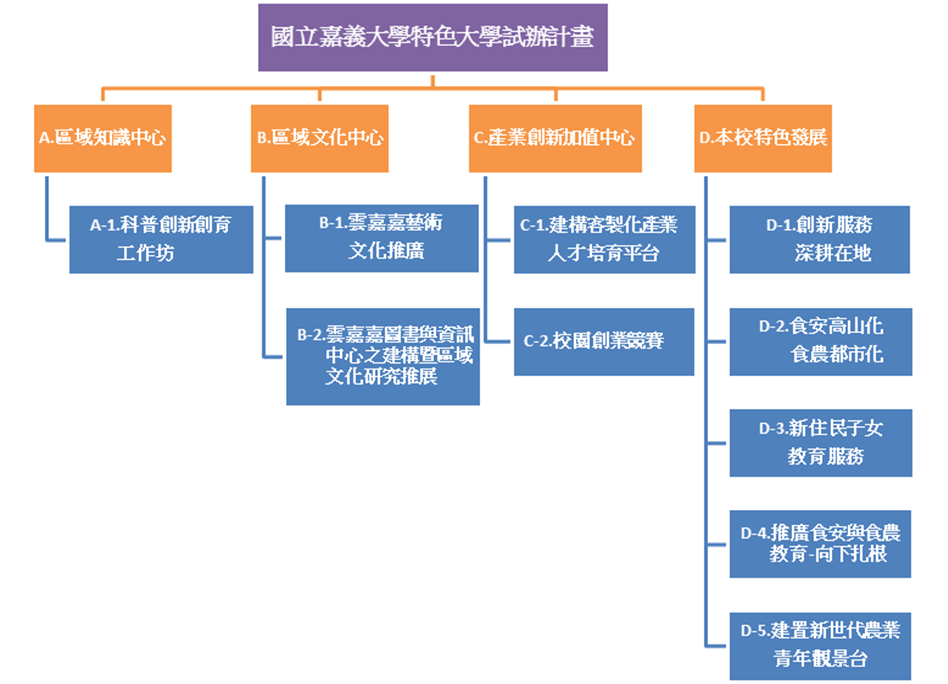 國立嘉義大學特色大學試辦計畫
A.區域知識中心
A-1.科普創新創育
工作坊
B.區域文化中心
B-1.雲嘉嘉藝術
文化推廣
B-2.雲嘉嘉圖書與資訊
中心之建構暨區域
文化研究推展
C.產業創新加值中心
C-1.建構客製化產業
人才培育平台
C-2.校園創業競賽
D.本校特色發展
D-1.創新服務
深耕在地
D-2.食安高山化
食農都市化
D-3.新住民子女
教育服務
D-4.推廣食安與食農
教育-向下扎根
D-5.建置新世代農業
青年觀景台